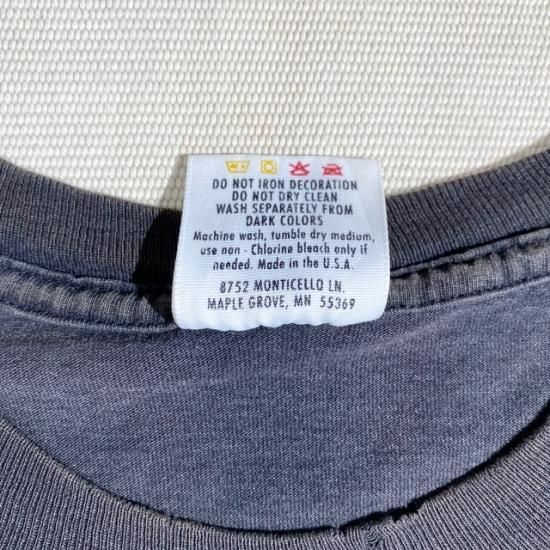 DO NOT IRON DECORATION
DO NOT DRY CLEAN
WASH SEPARATELY FROM
DARK COLORS
Machine wash, tumble dry medium,
use non - Chlorine bleach only if
needed. Made in the U.S.A.
8752 MONTICELLO LN.
MAPLE GROVE, MN 55369